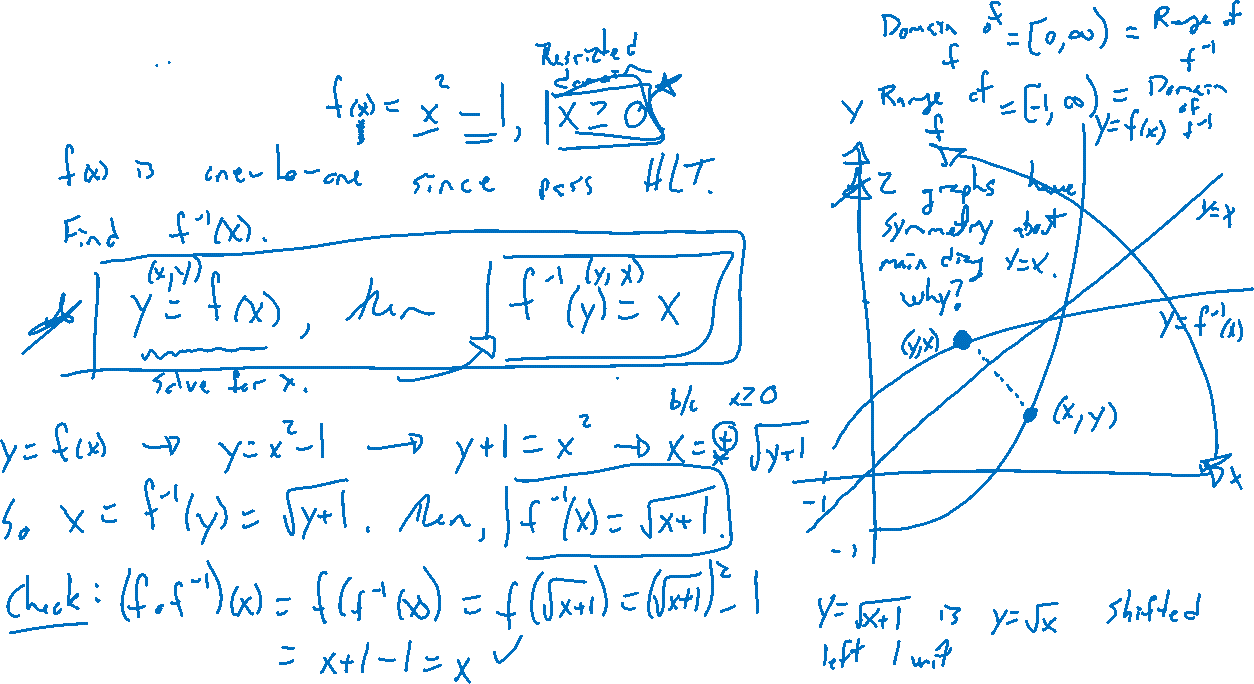 Restricted
domain
f(x) = x² - 1, x ≥ 0
f(x) is one-to-one since pass HLT.
Find f⁻¹(x).
(x,y) (y,x)
y = f(x), then f⁻¹(y) = x
solve for x.
b/c x≥0
y = f(x) → y = x² - 1 → y + 1 = x² → x = + √(y+1)
So x = f⁻¹(y) = √(y+1). Then, f⁻¹(x) = √(x+1).
Check: (f∘f⁻¹)(x) = f(f⁻¹(x)) = f(√(x+1)) = (√(x+1))² - 1
= x + 1 - 1 = x ✓
Domain of f = [0, ∞) = Range of f⁻¹
Range of f = [-1, ∞) = Domain of f⁻¹
Y
y = f(x)
2 graphs have
symmetry about
main diag y = x.
why?
y = x
y = f⁻¹(x)
(y,x)
(x,y)
x
-1
-1
y = √(x+1) is y = √x shifted
left 1 unit